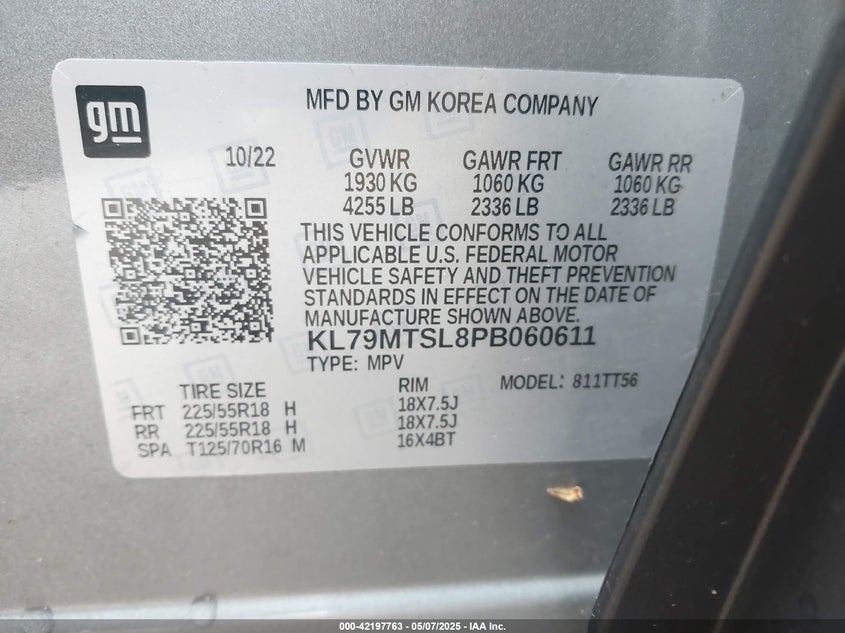 gm
MFD BY GM KOREA COMPANY
10/22 GVWR GAWR FRT GAWR RR
1930 KG 1060 KG 1060 KG
4255 LB 2336 LB 2336 LB
THIS VEHICLE CONFORMS TO ALL
APPLICABLE U.S. FEDERAL MOTOR
VEHICLE SAFETY AND THEFT PREVENTION
STANDARDS IN EFFECT ON THE DATE OF
MANUFACTURE SHOWN ABOVE.
KL79MTSL8PB060611
TYPE: MPV
TIRE SIZE RIM MODEL: 811TT56
FRT 225/55R18 H 18X7.5J
RR 225/55R18 H 18X7.5J
SPA T125/70R16 M 16X4BT
000-42197763 — 05/07/2025 — IAA Inc.